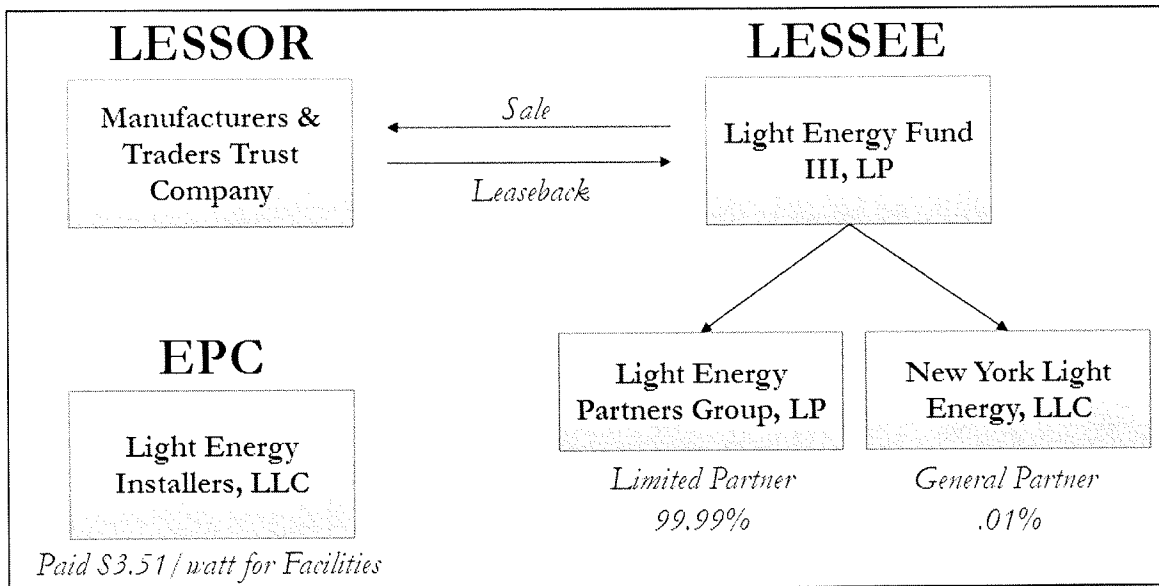 LESSOR
Manufacturers &
Traders Trust
Company
Sale
Leaseback
LESSEE
Light Energy Fund
III, LP
EPC
Light Energy
Installers, LLC
Paid $3.51/watt for Facilities
Light Energy
Partners Group, LP
Limited Partner
99.99%
New York Light
Energy, LLC
General Partner
.01%